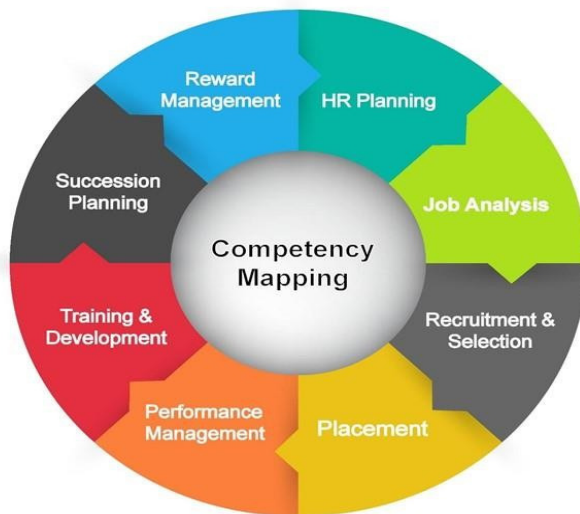 Competency
Mapping
HR Planning
Job Analysis
Recruitment &
Selection
Placement
Performance
Management
Training &
Development
Succession
Planning
Reward
Management